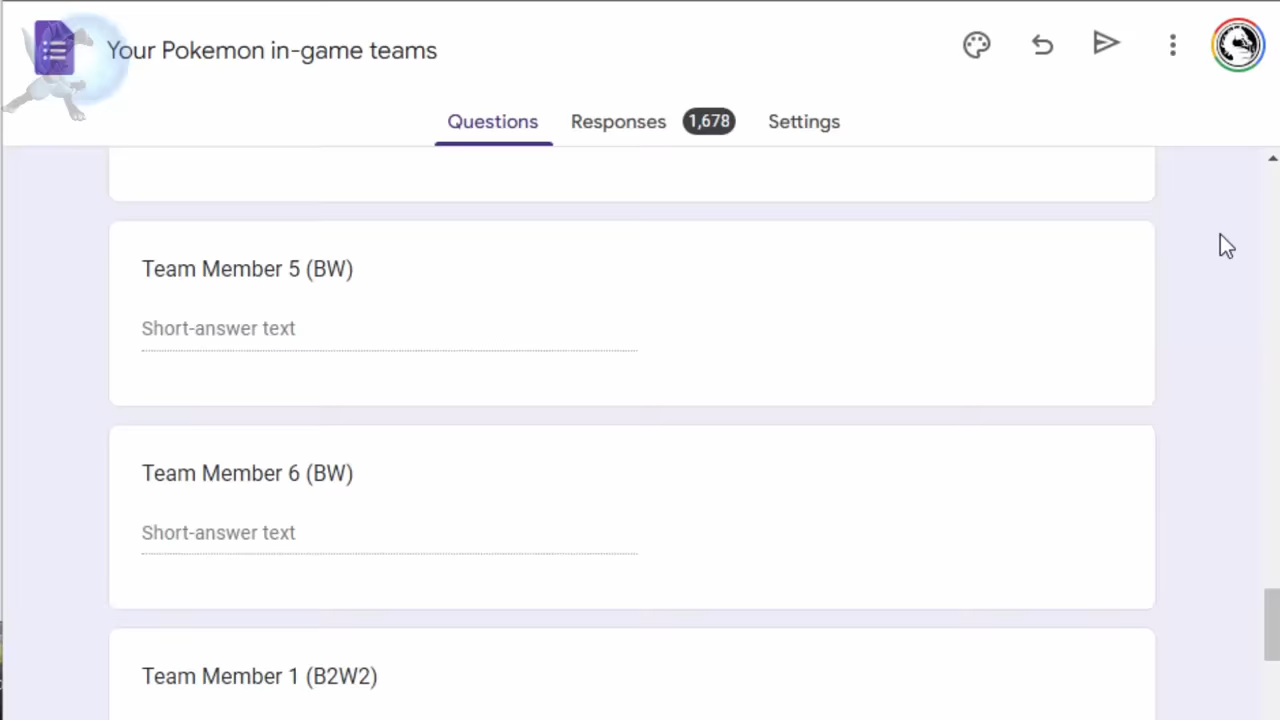 Your Pokemon in-game teams
Questions
Responses
1,678
Settings
Team Member 5 (BW)
Short-answer text
Team Member 6 (BW)
Short-answer text
Team Member 1 (B2W2)